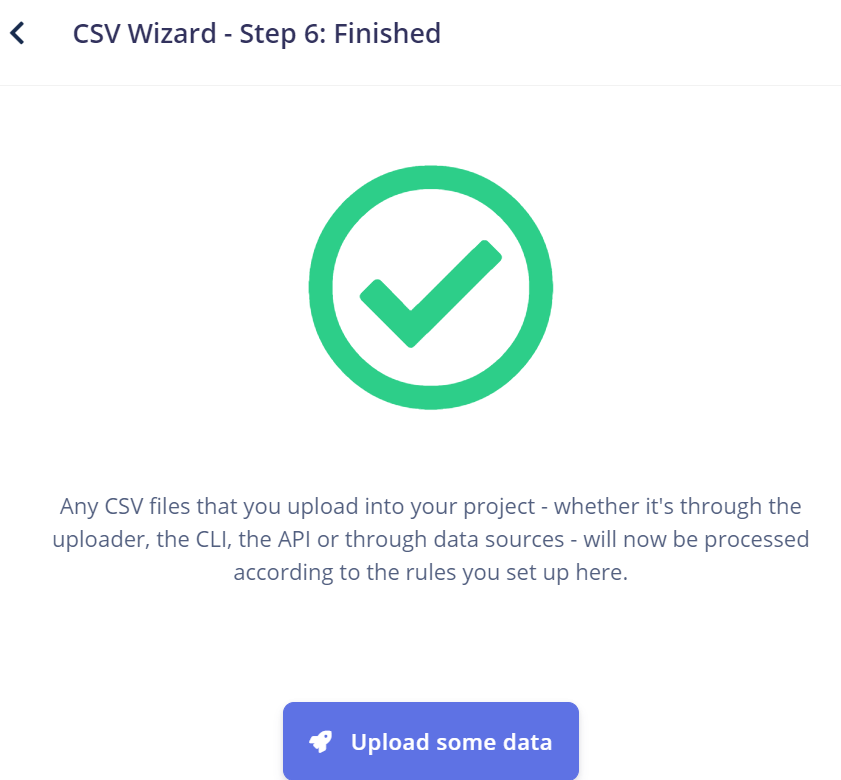 CSV Wizard - Step 6: Finished
Any CSV files that you upload into your project - whether it's through the
uploader, the CLI, the API or through data sources - will now be processed
according to the rules you set up here.
Upload some data